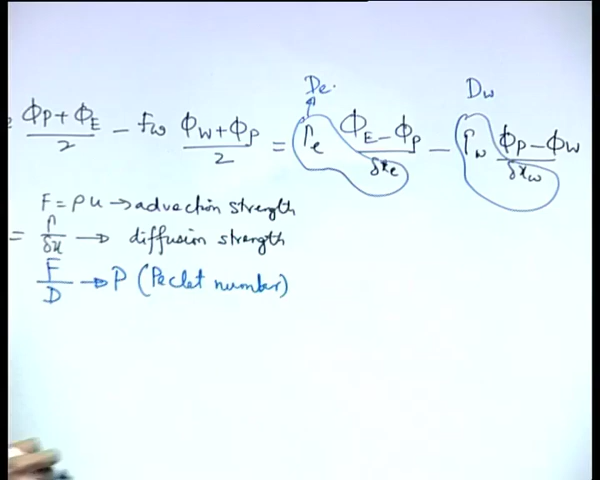 De. Dw
e (ΦP+ΦE)/2 − Fw (ΦW+ΦP)/2 = Γe (ΦE−ΦP)/δxe − Γw (ΦP−ΦW)/δxw
F = ρu → advection strength
= Γ/δx → diffusion strength
F/D → P (Peclet number)